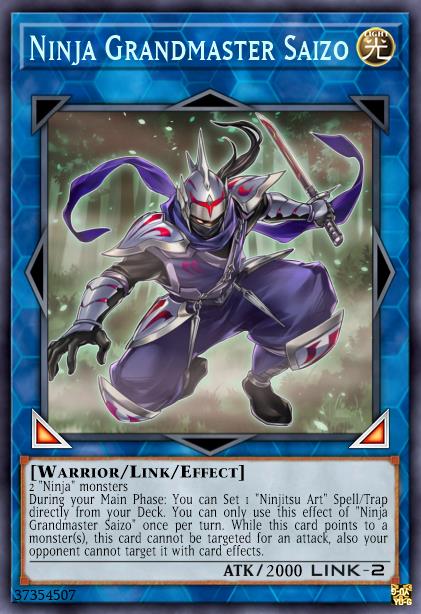 NINJA GRANDMASTER SAIZO
LIGHT
光
[WARRIOR/LINK/EFFECT]
2 "Ninja" monsters
During your Main Phase: You can Set 1 "Ninjitsu Art" Spell/Trap
directly from your Deck. You can only use this effect of "Ninja
Grandmaster Saizo" once per turn. While this card points to a
monster(s), this card cannot be targeted for an attack, also your
opponent cannot target it with card effects.
ATK/2000 LINK-2
37354507